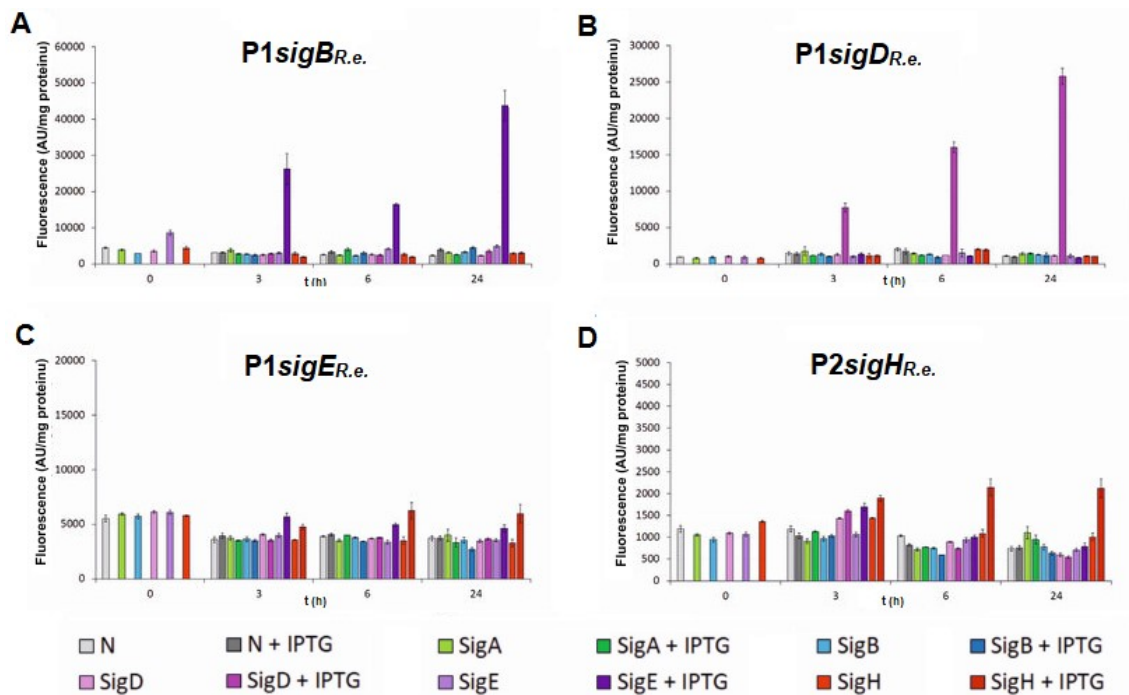 A
P1sigB R.e.
Fluorescence (AU/mg proteinu)
60000
50000
40000
30000
20000
10000
0
0 3 6 24
t (h)
B
P1sigD R.e.
Fluorescence (AU/mg proteinu)
30000
25000
20000
15000
10000
5000
0
0 3 6 24
t (h)
C
P1sigE R.e.
Fluorescence (AU/mg proteinu)
20000
15000
10000
5000
0
0 3 6 24
t (h)
D
P2sigH R.e.
Fluorescence (AU/mg proteinu)
5000
4500
4000
3500
3000
2500
2000
1500
1000
500
0
0 3 6 24
t (h)
N N + IPTG SigA SigA + IPTG SigB SigB + IPTG
SigD SigD + IPTG SigE SigE + IPTG SigH SigH + IPTG